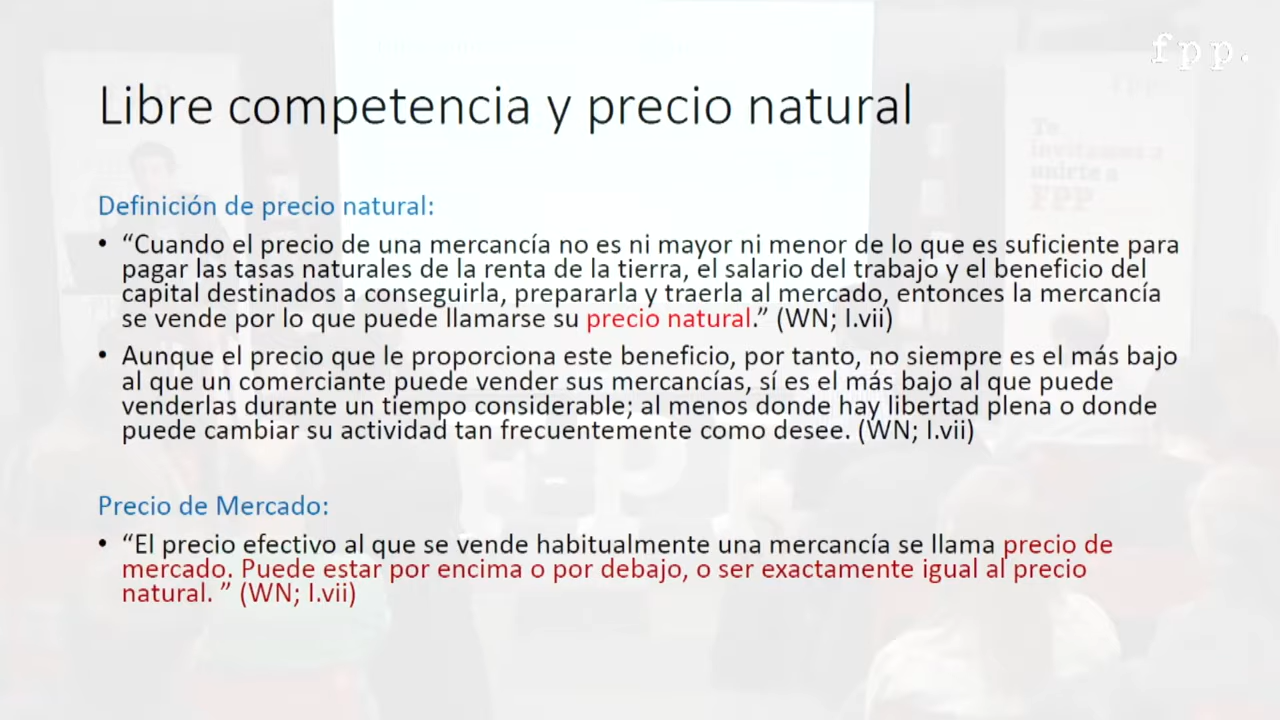 fpp.
Libre competencia y precio natural
Te
invitamos a
unirte a
FPP
Definición de precio natural:
• “Cuando el precio de una mercancía no es ni mayor ni menor de lo que es suficiente para
pagar las tasas naturales de la renta de la tierra, el salario del trabajo y el beneficio del
capital destinados a conseguirla, prepararla y traerla al mercado, entonces la mercancía
se vende por lo que puede llamarse su precio natural.” (WN; I.vii)
• Aunque el precio que le proporciona este beneficio, por tanto, no siempre es el más bajo
al que un comerciante puede vender sus mercancías, sí es el más bajo al que puede
venderlas durante un tiempo considerable; al menos donde hay libertad plena o donde
puede cambiar su actividad tan frecuentemente como desee. (WN; I.vii)
Precio de Mercado:
• “El precio efectivo al que se vende habitualmente una mercancía se llama precio de
mercado. Puede estar por encima o por debajo, o ser exactamente igual al precio
natural. ” (WN; I.vii)